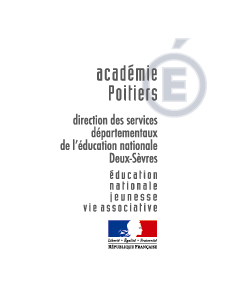 académie
Poitiers
É
direction des services
départementaux
de l'éducation nationale
Deux-Sèvres
éducation
nationale
jeunesse
vie associative
Liberté • Égalité • Fraternité
RÉPUBLIQUE FRANÇAISE